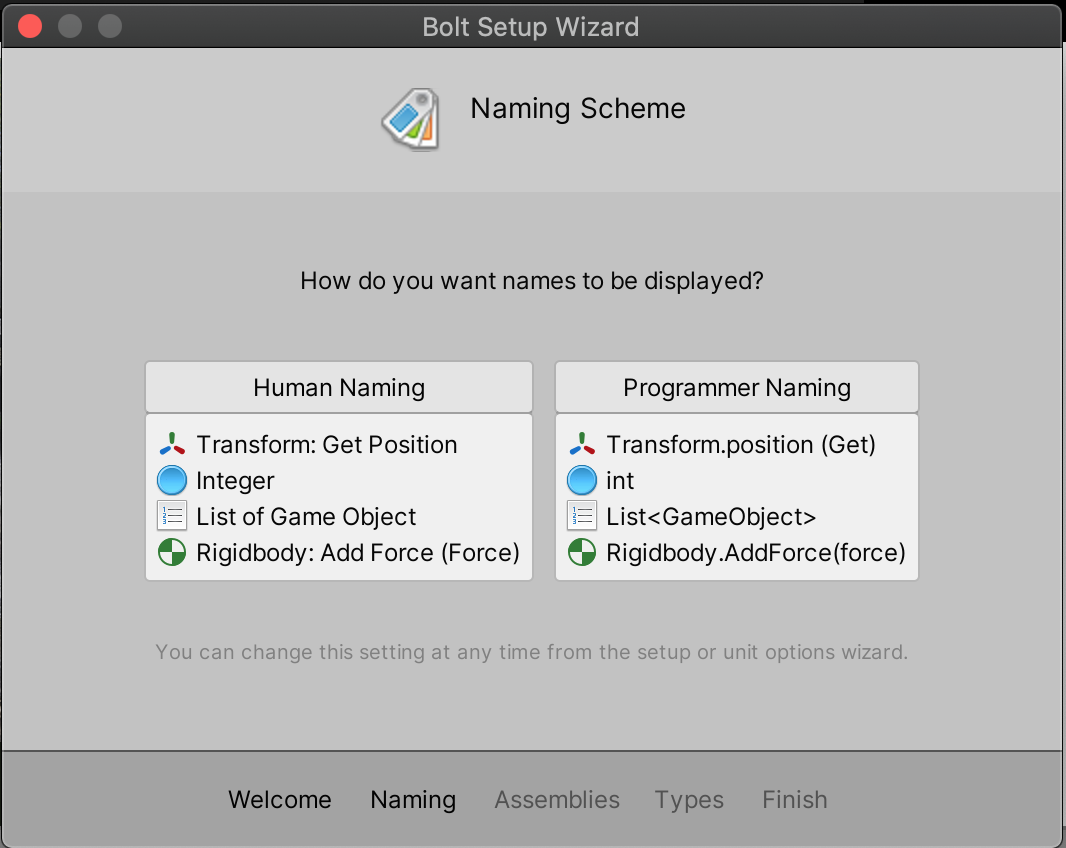 Bolt Setup Wizard
Naming Scheme
How do you want names to be displayed?
Human Naming
Transform: Get Position
Integer
List of Game Object
Rigidbody: Add Force (Force)
Programmer Naming
Transform.position (Get)
int
List<GameObject>
Rigidbody.AddForce(force)
You can change this setting at any time from the setup or unit options wizard.
Welcome Naming Assemblies Types Finish